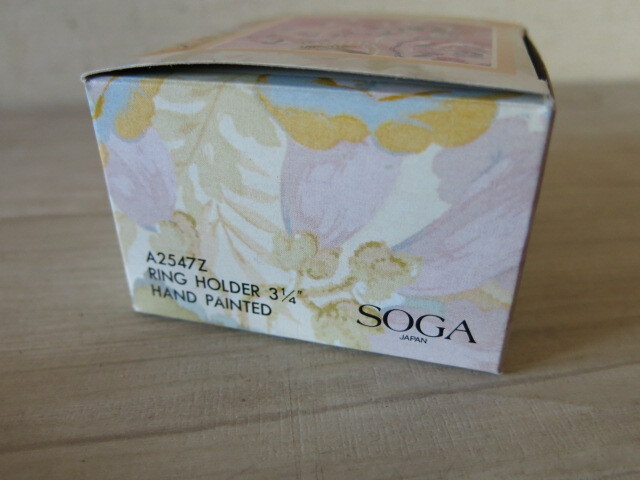 A2547Z
RING HOLDER 3¼"
HAND PAINTED
SOGA
JAPAN